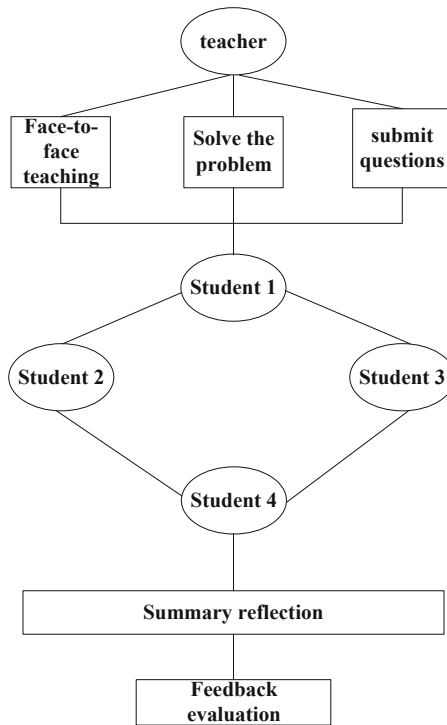 teacher
Face-to-
face
teaching
Solve the
problem
submit
questions
Student 1
Student 2
Student 3
Student 4
Summary reflection
Feedback
evaluation